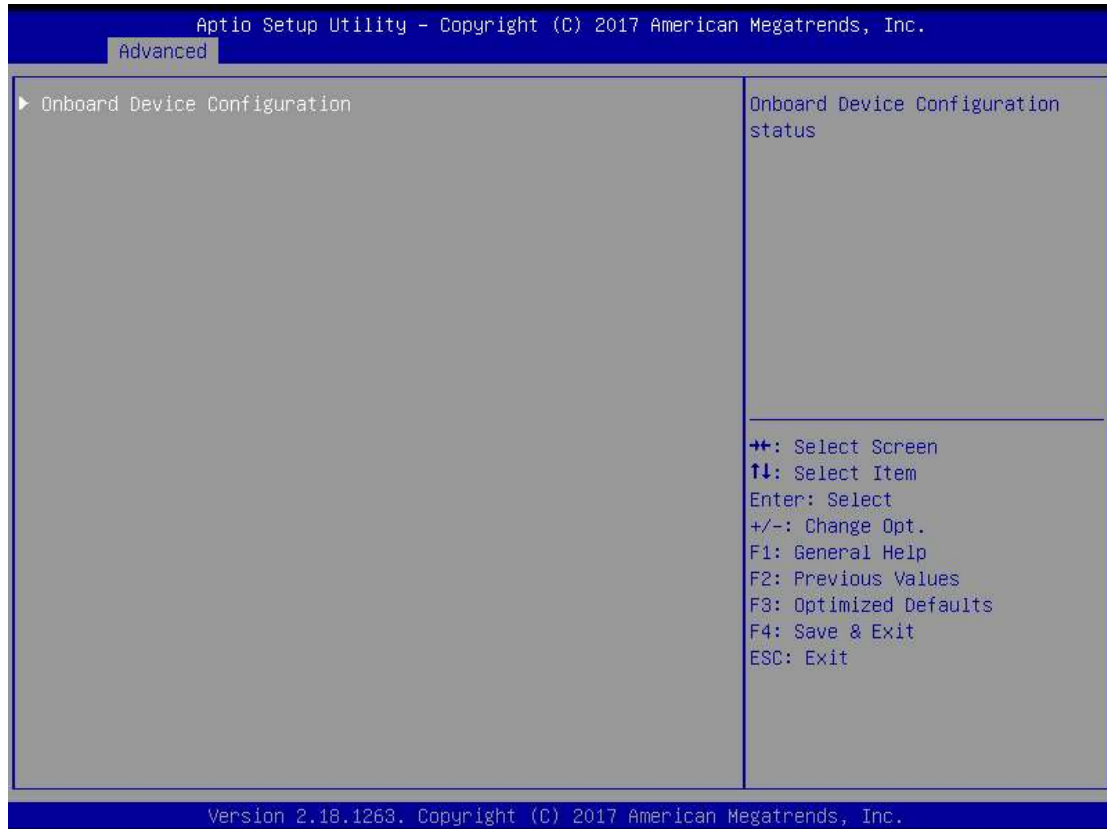 Aptio Setup Utility – Copyright (C) 2017 American Megatrends, Inc.
Advanced
▶ Onboard Device Configuration
Onboard Device Configuration
status
→←: Select Screen
↑↓: Select Item
Enter: Select
+/-: Change Opt.
F1: General Help
F2: Previous Values
F3: Optimized Defaults
F4: Save & Exit
ESC: Exit
Version 2.18.1263. Copyright (C) 2017 American Megatrends, Inc.